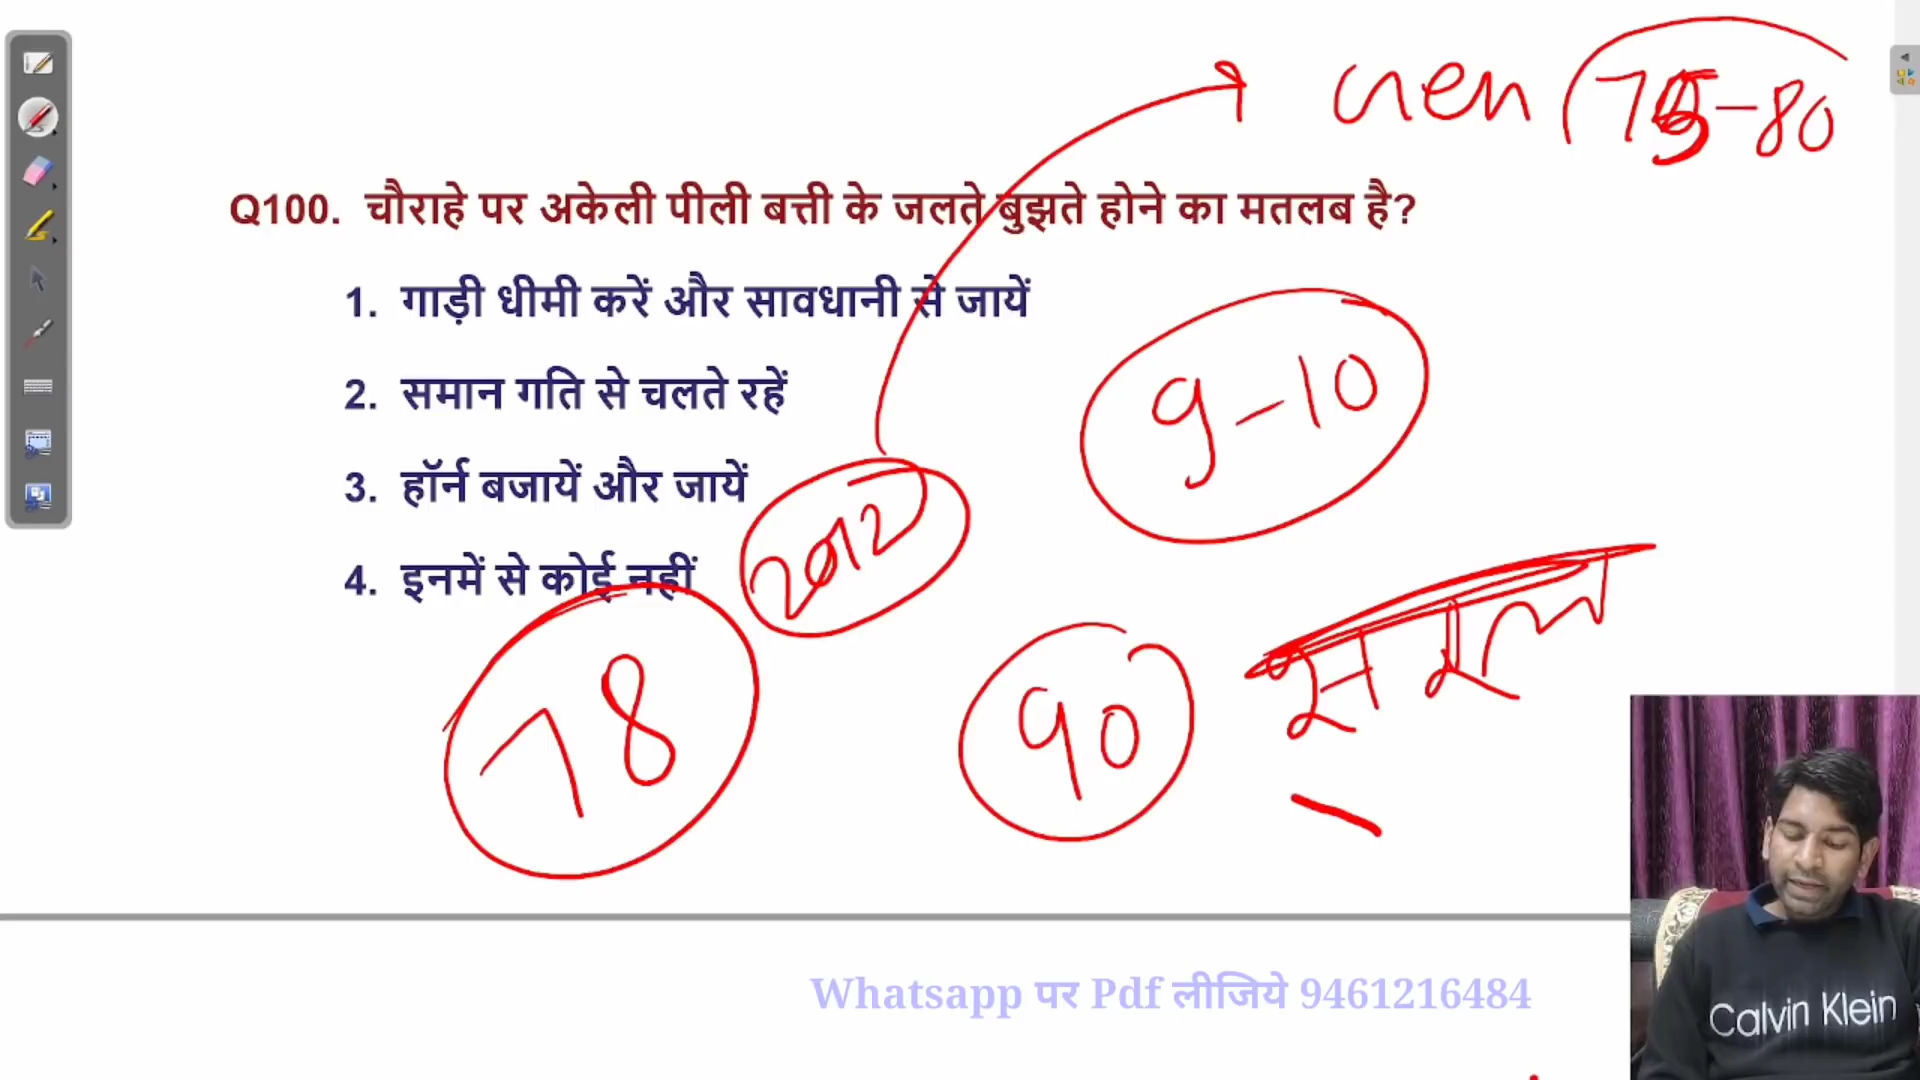 Gen (75-80
Q100. चौराहे पर अकेली पीली बत्ती के जलते बुझते होने का मतलब है?
1. गाड़ी धीमी करें और सावधानी से जायें
2. समान गति से चलते रहें
9-10
3. हॉर्न बजायें और जायें
2012
4. इनमें से कोई नहीं
78
90
सरल
Whatsapp पर Pdf लीजिये 9461216484
Calvin Klein